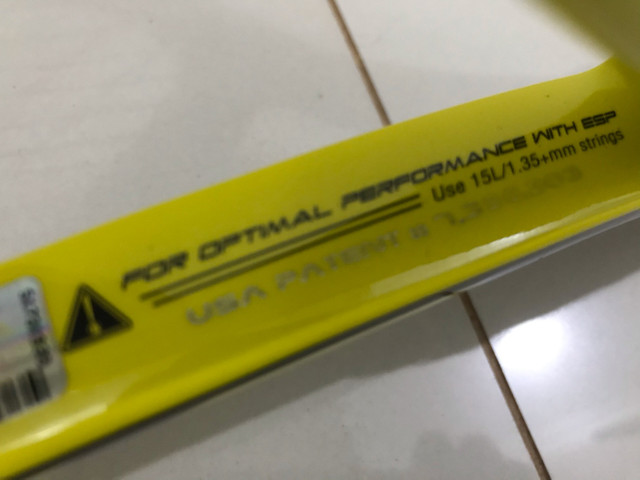 FOR OPTIMAL PERFORMANCE WITH ESP
Use 15L/1.35+mm strings
USA PATENT #